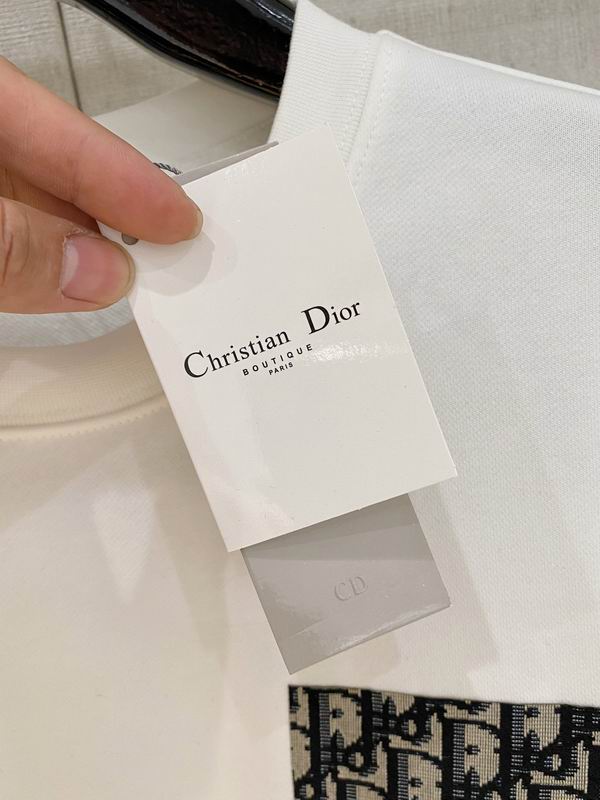 Christian Dior
BOUTIQUE
PARIS
CD